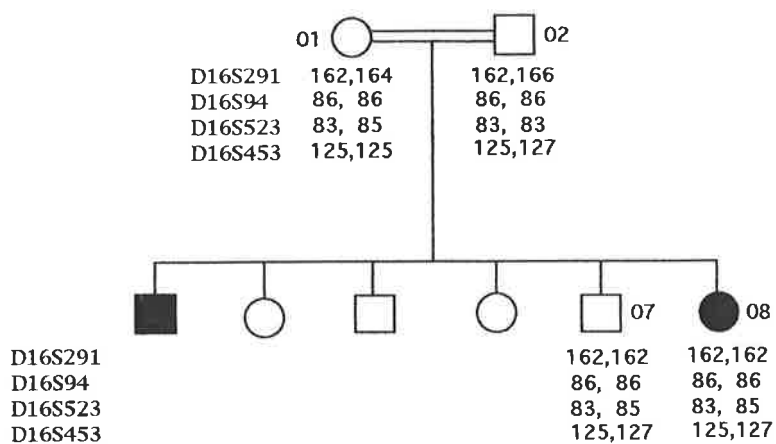 01 02
D16S291 162,164 162,166
D16S94 86, 86 86, 86
D16S523 83, 85 83, 83
D16S453 125,125 125,127
07 08
D16S291 162,162 162,162
D16S94 86, 86 86, 86
D16S523 83, 85 83, 85
D16S453 125,127 125,127